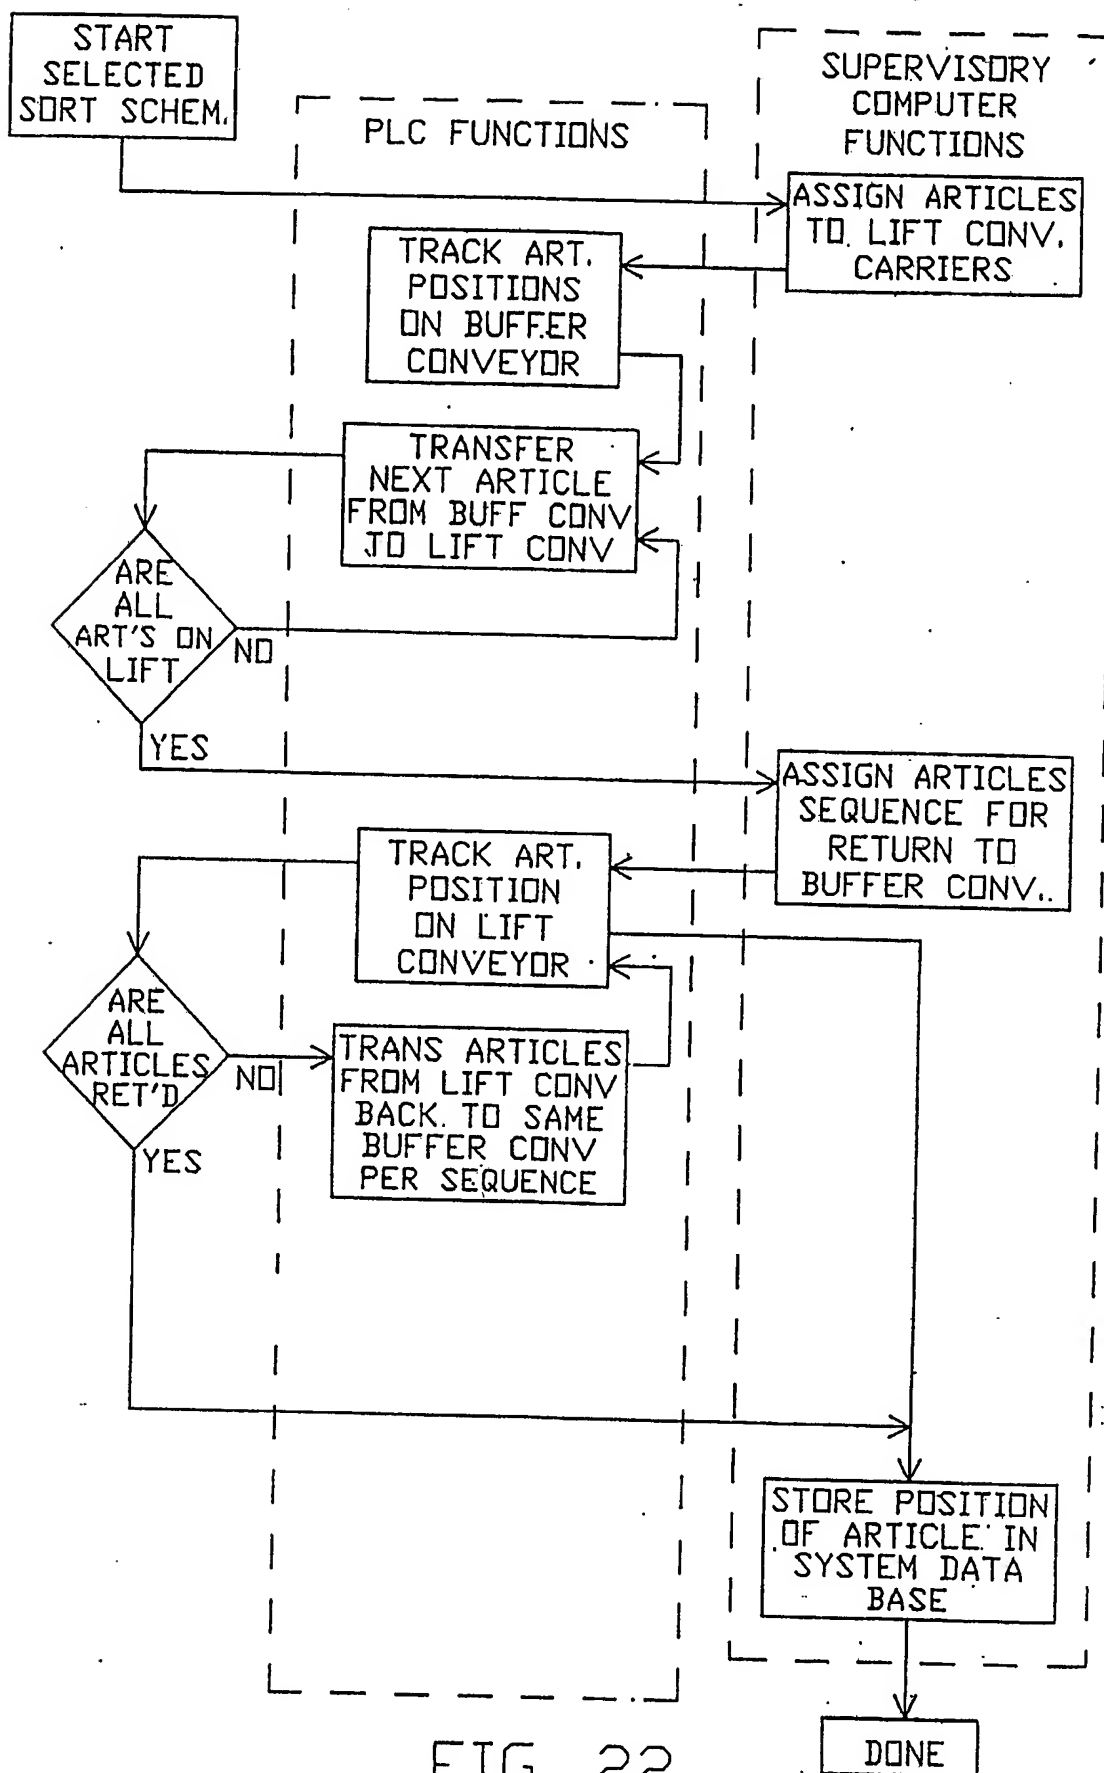 START
SELECTED
SORT SCHEM.
PLC FUNCTIONS
SUPERVISORY
COMPUTER
FUNCTIONS
ASSIGN ARTICLES
TO. LIFT CONV.
CARRIERS
TRACK ART.
POSITIONS
ON BUFFER
CONVEYOR
TRANSFER
NEXT ARTICLE
FROM BUFF CONV
TO LIFT CONV
ARE
ALL
ART'S ON
LIFT
NO
YES
ASSIGN ARTICLES
SEQUENCE FOR
RETURN TO
BUFFER CONV..
TRACK ART.
POSITION
ON LIFT
CONVEYOR
ARE
ALL
ARTICLES
RET'D
NO
YES
TRANS ARTICLES
FROM LIFT CONV
BACK. TO SAME
BUFFER CONV
PER SEQUENCE
STORE POSITION
OF ARTICLE IN
SYSTEM DATA
BASE
DONE
FIG 22